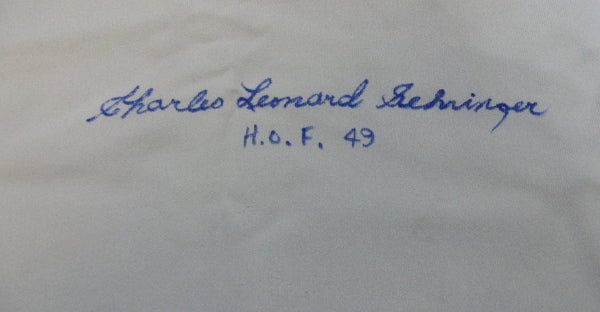 Charles Leonard Gehringer
H.O.F. 49